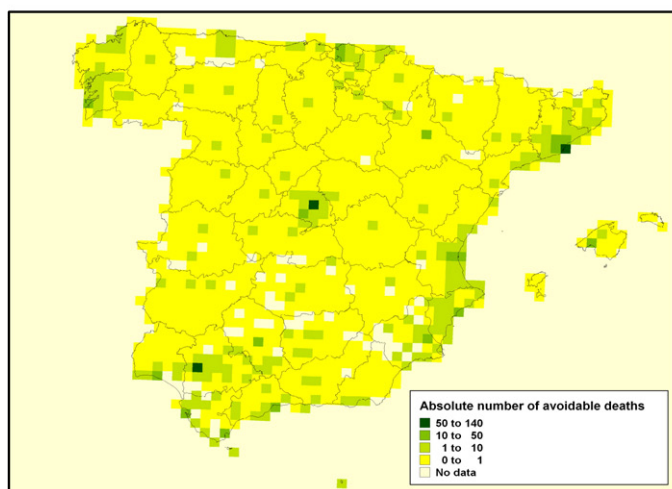 Absolute number of avoidable deaths
50 to 140
10 to 50
1 to 10
0 to 1
No data